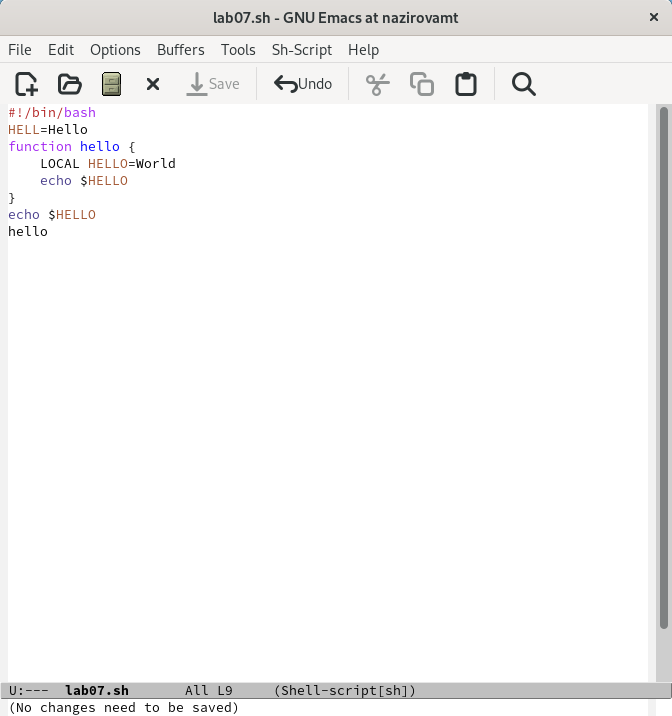 lab07.sh - GNU Emacs at nazirovamt
File Edit Options Buffers Tools Sh-Script Help
Save Undo
#!/bin/bash
HELL=Hello
function hello {
    LOCAL HELLO=World
    echo $HELLO
}
echo $HELLO
hello
U:--- lab07.sh All L9 (Shell-script[sh])
(No changes need to be saved)